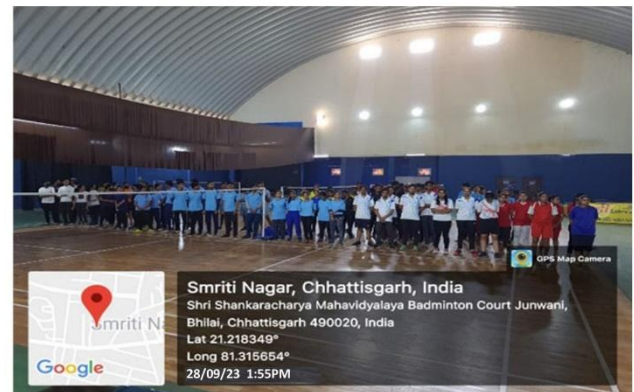 GPS Map Camera
Smriti Nagar, Chhattisgarh, India
Shri Shankaracharya Mahavidyalaya Badminton Court Junwani,
Bhilai, Chhattisgarh 490020, India
Lat 21.218349°
Long 81.315654°
28/09/23 1:55PM
Smriti Na
Google